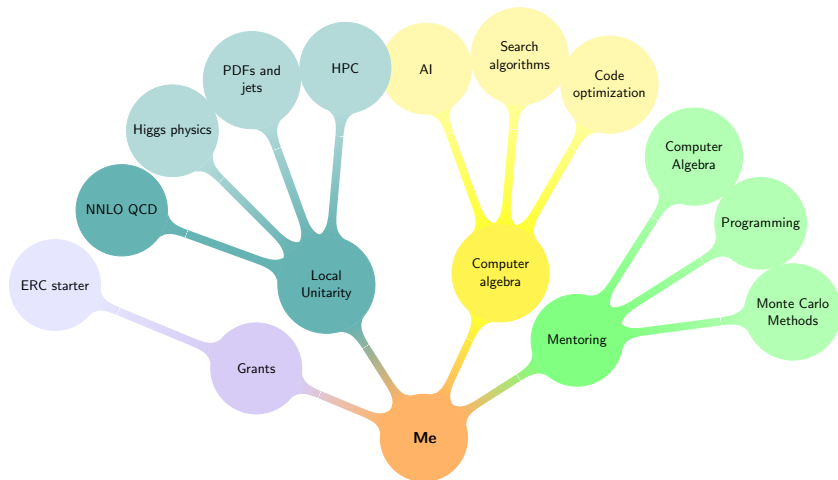 PDFs and
jets
HPC
AI
Search
algorithms
Code
optimization
Higgs physics
Computer
Algebra
NNLO QCD
Programming
ERC starter
Local
Unitarity
Computer
algebra
Monte Carlo
Methods
Grants
Mentoring
Me